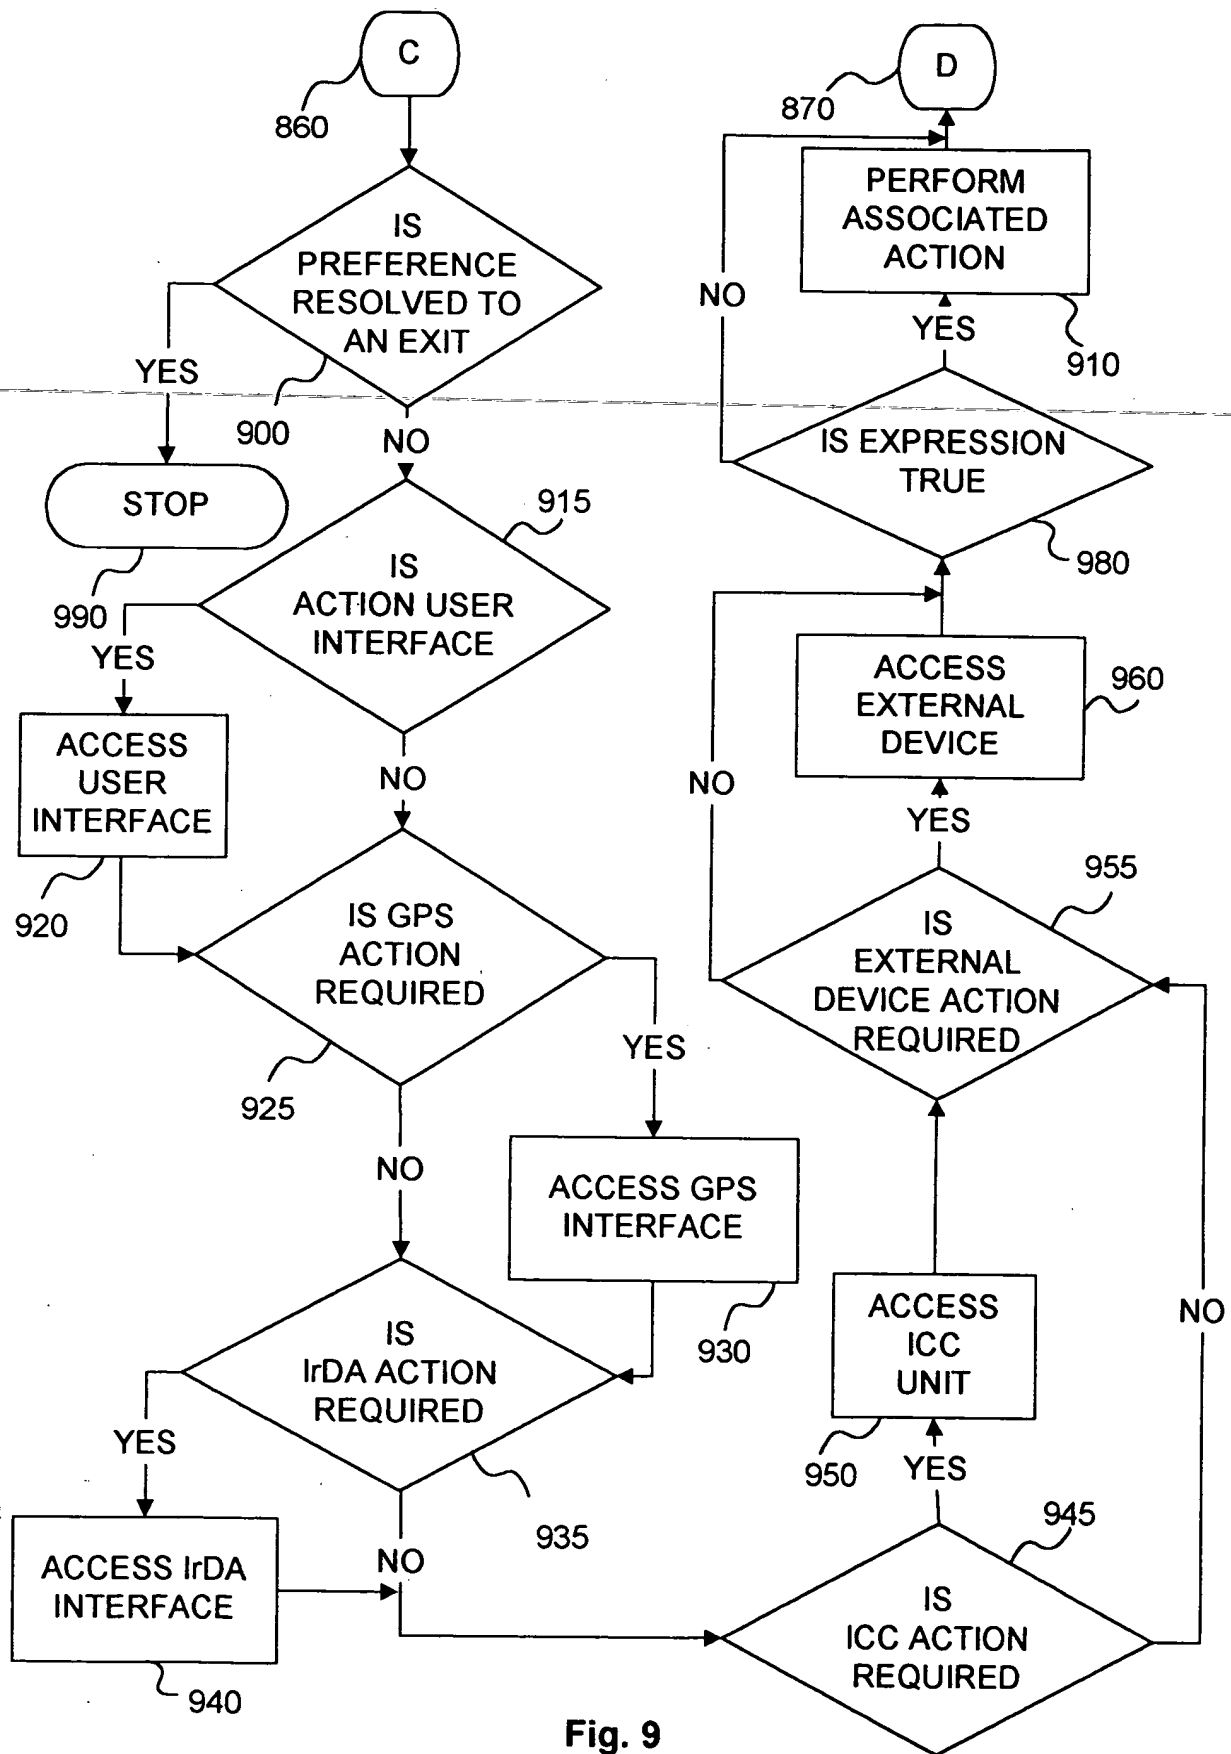 C
860
IS
PREFERENCE
RESOLVED TO
AN EXIT
900
YES
NO
STOP
990
915
IS
ACTION USER
INTERFACE
YES
NO
ACCESS
USER
INTERFACE
920
IS GPS
ACTION
REQUIRED
925
YES
NO
ACCESS GPS
INTERFACE
930
IS
IrDA ACTION
REQUIRED
935
YES
NO
ACCESS IrDA
INTERFACE
940
D
870
PERFORM
ASSOCIATED
ACTION
910
NO
YES
IS EXPRESSION
TRUE
980
ACCESS
EXTERNAL
DEVICE
960
NO
YES
955
IS
EXTERNAL
DEVICE ACTION
REQUIRED
ACCESS
ICC
UNIT
950
NO
YES
945
IS
ICC ACTION
REQUIRED
Fig. 9